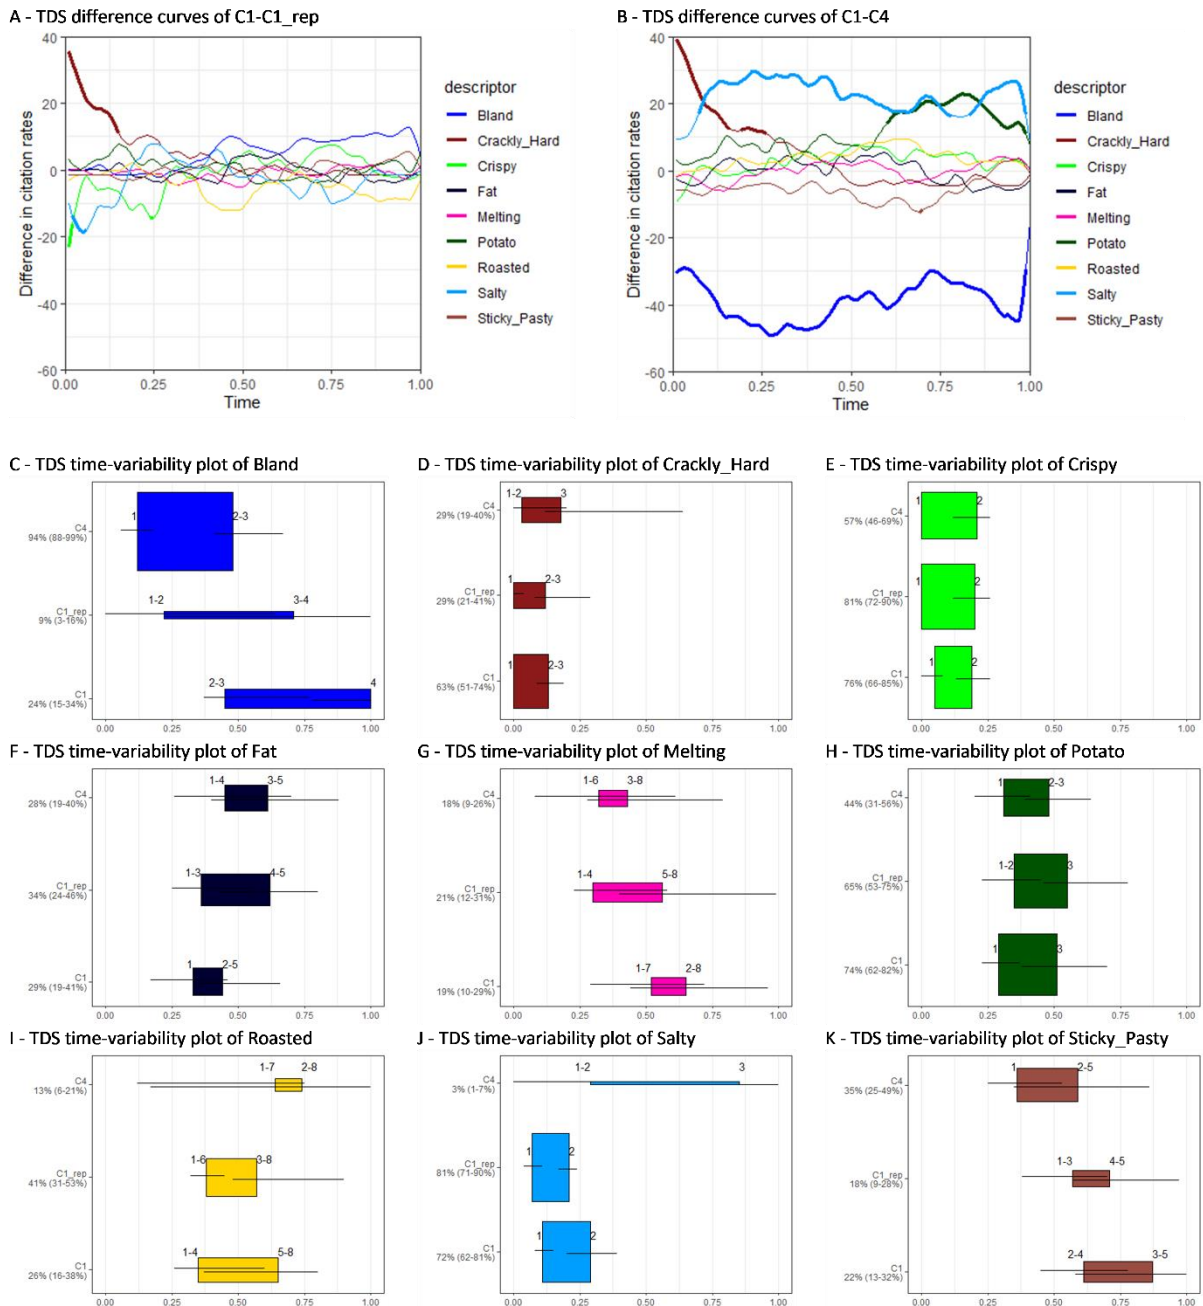 A - TDS difference curves of C1-C1_rep
40
20
0
-20
-40
-60
Difference in citation rates
0.00 0.25 0.50 0.75 1.00
Time
descriptor
Bland
Crackly_Hard
Crispy
Fat
Melting
Potato
Roasted
Salty
Sticky_Pasty
B - TDS difference curves of C1-C4
40
20
0
-20
-40
-60
Difference in citation rates
0.00 0.25 0.50 0.75 1.00
Time
descriptor
Bland
Crackly_Hard
Crispy
Fat
Melting
Potato
Roasted
Salty
Sticky_Pasty
C - TDS time-variability plot of Bland
1 2-3
C4
94% (88-99%)
1-2 3-4
C1_rep
9% (3-16%)
2-3 4
C1
24% (15-34%)
0.00 0.25 0.50 0.75 1.00
D - TDS time-variability plot of Crackly_Hard
1-2 3
C4
29% (19-40%)
1 2-3
C1_rep
29% (21-41%)
1 2-3
C1
63% (51-74%)
0.00 0.25 0.50 0.75 1.00
E - TDS time-variability plot of Crispy
1 2
C4
57% (46-69%)
1 2
C1_rep
81% (72-90%)
1 2
C1
76% (66-85%)
0.00 0.25 0.50 0.75 1.00
F - TDS time-variability plot of Fat
1-4 3-5
C4
28% (19-40%)
1-3 4-5
C1_rep
34% (24-46%)
1 2-5
C1
29% (19-41%)
0.00 0.25 0.50 0.75 1.00
G - TDS time-variability plot of Melting
1-6 3-8
C4
18% (9-26%)
1-4 5-8
C1_rep
21% (12-31%)
1-7 2-8
C1
19% (10-29%)
0.00 0.25 0.50 0.75 1.00
H - TDS time-variability plot of Potato
1 2-3
C4
44% (31-56%)
1-2 3
C1_rep
65% (53-75%)
1 3
C1
74% (62-82%)
0.00 0.25 0.50 0.75 1.00
I - TDS time-variability plot of Roasted
1-7 2-8
C4
13% (6-21%)
1-6 3-8
C1_rep
41% (31-53%)
1-4 5-8
C1
26% (16-38%)
0.00 0.25 0.50 0.75 1.00
J - TDS time-variability plot of Salty
1-2 3
C4
3% (1-7%)
1 2
C1_rep
81% (71-90%)
1 2
C1
72% (62-81%)
0.00 0.25 0.50 0.75 1.00
K - TDS time-variability plot of Sticky_Pasty
1 2-5
C4
35% (25-49%)
1-3 4-5
C1_rep
18% (9-28%)
2-4 3-5
C1
22% (13-32%)
0.00 0.25 0.50 0.75 1.00